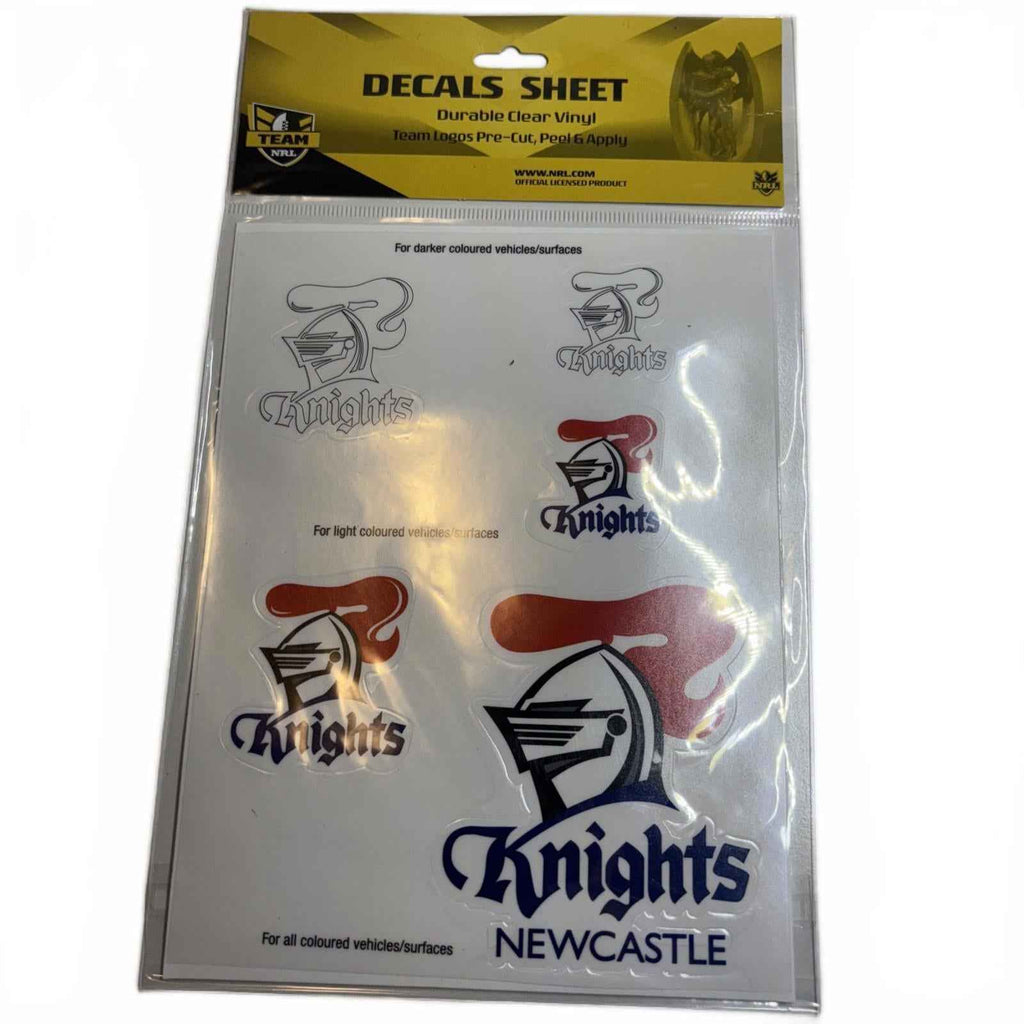 DECALS SHEET
Durable Clear Vinyl
Team Logos Pre-Cut, Peel & Apply
TEAM
NRL
WWW.NRL.COM
OFFICIAL LICENSED PRODUCT
NRL
For darker coloured vehicles/surfaces
Knights
Knights
Knights
For light coloured vehicles/surfaces
Knights
Knights
NEWCASTLE
For all coloured vehicles/surfaces